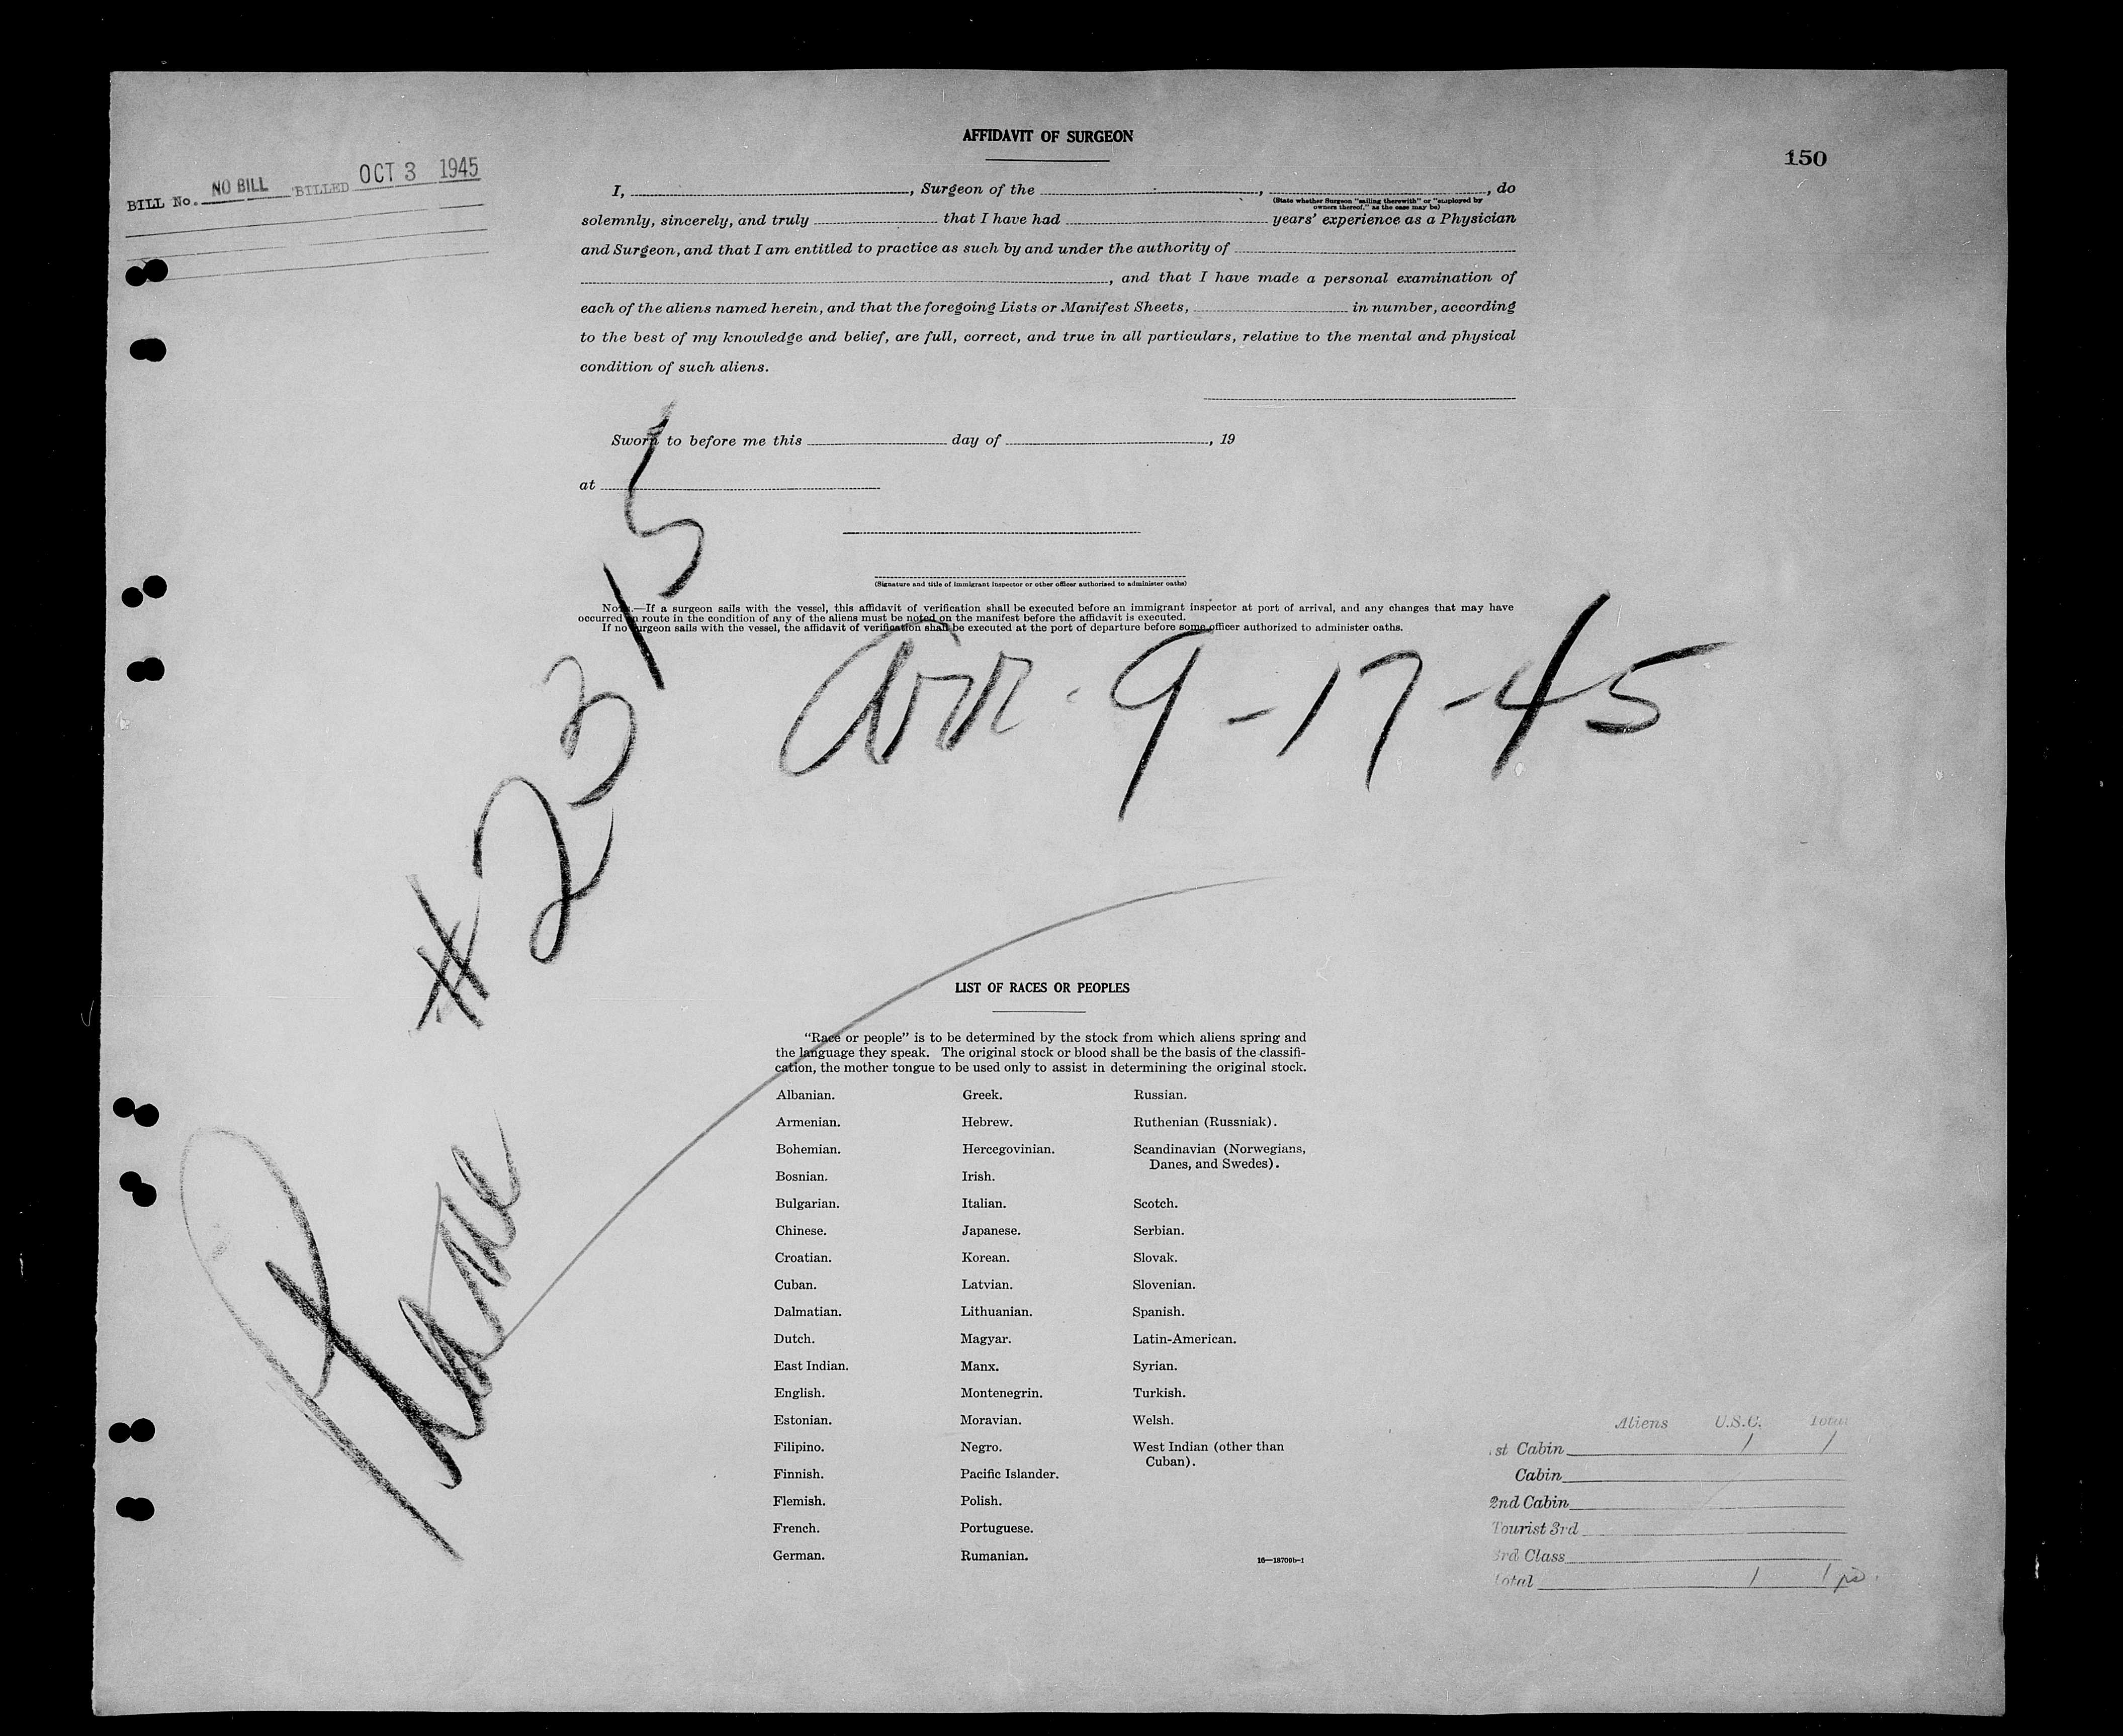 AFFIDAVIT OF SURGEON
150
BILL No. NO BILL BILLED OCT 3 1945
I, , Surgeon of the , , do
(State whether Surgeon "sailing therewith" or "employed by
owners thereof," as the case may be)
solemnly, sincerely, and truly that I have had years' experience as a Physician
and Surgeon, and that I am entitled to practice as such by and under the authority of
, and that I have made a personal examination of
each of the aliens named herein, and that the foregoing Lists or Manifest Sheets, in number, according
to the best of my knowledge and belief, are full, correct, and true in all particulars, relative to the mental and physical
condition of such aliens.
Sworn to before me this day of , 19
at
(Signature and title of immigrant inspector or other officer authorized to administer oaths)
Note.—If a surgeon sails with the vessel, this affidavit of verification shall be executed before an immigrant inspector at port of arrival, and any changes that may have
occurred en route in the condition of any of the aliens must be noted on the manifest before the affidavit is executed.
If no surgeon sails with the vessel, the affidavit of verification shall be executed at the port of departure before some officer authorized to administer oaths.
Arr. 9-17-45
Plane #2315
LIST OF RACES OR PEOPLES
"Race or people" is to be determined by the stock from which aliens spring and
the language they speak. The original stock or blood shall be the basis of the classifi-
cation, the mother tongue to be used only to assist in determining the original stock.
Albanian. Greek. Russian.
Armenian. Hebrew. Ruthenian (Russniak).
Bohemian. Hercegovinian. Scandinavian (Norwegians,
Danes, and Swedes).
Bosnian. Irish.
Bulgarian. Italian. Scotch.
Chinese. Japanese. Serbian.
Croatian. Korean. Slovak.
Cuban. Latvian. Slovenian.
Dalmatian. Lithuanian. Spanish.
Dutch. Magyar. Latin-American.
East Indian. Manx. Syrian.
English. Montenegrin. Turkish.
Estonian. Moravian. Welsh.
Filipino. Negro. West Indian (other than
Cuban).
Finnish. Pacific Islander.
Flemish. Polish.
French. Portuguese.
German. Rumanian.
16—18709b-1
Aliens U.S.C. Total
1st Cabin 1 1
Cabin
2nd Cabin
Tourist 3rd
3rd Class
Total 1 1